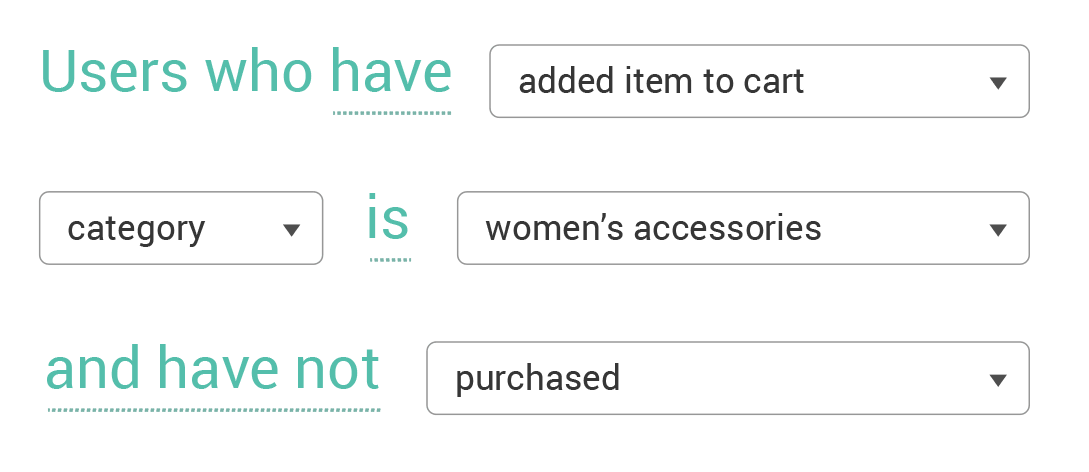 Users who have added item to cart
category is women’s accessories
and have not purchased